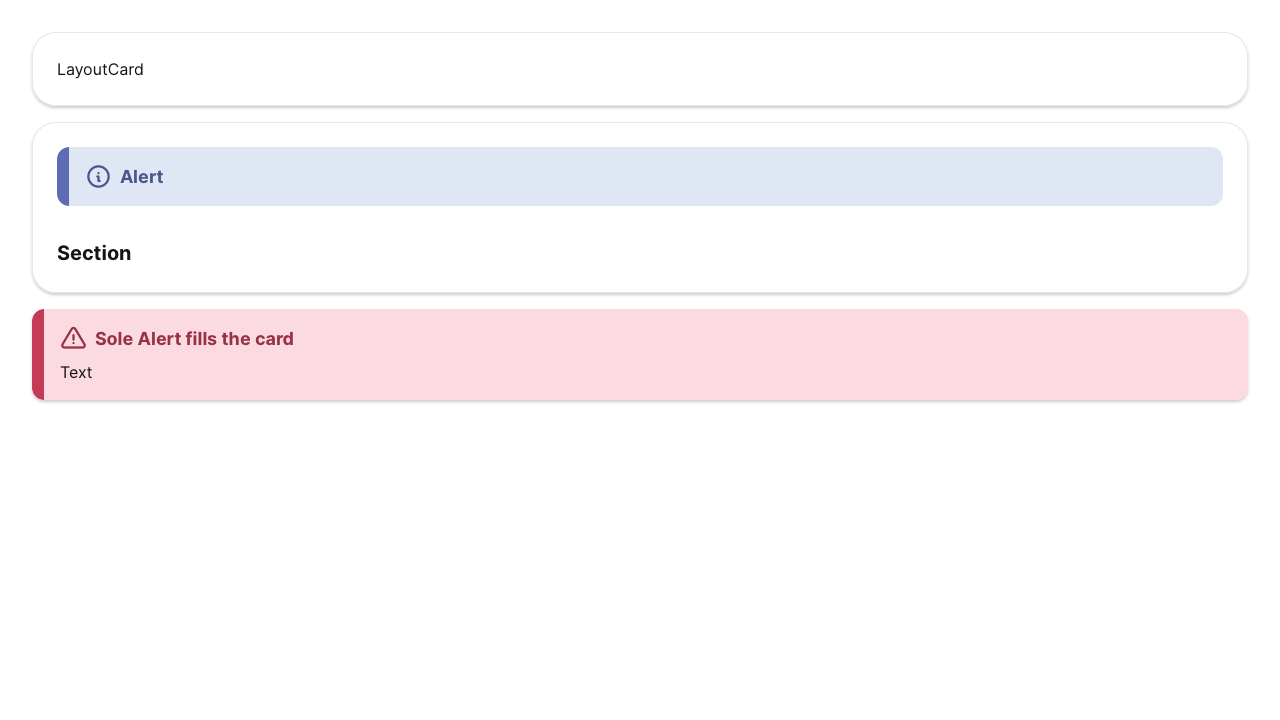 LayoutCard
Alert
Section
Sole Alert fills the card
Text